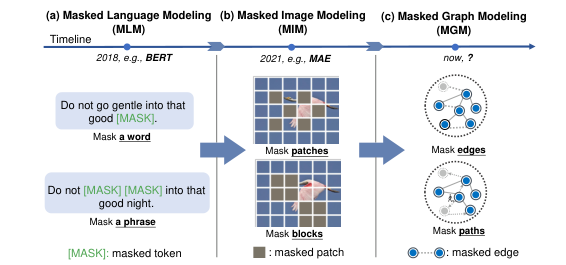 (a) Masked Language Modeling
(MLM)
(b) Masked Image Modeling
(MIM)
(c) Masked Graph Modeling
(MGM)
Timeline
2018, e.g., BERT
2021, e.g., MAE
now, ?
Do not go gentle into that
good [MASK].
Mask a word
Do not [MASK] [MASK] into that
good night.
Mask a phrase
[MASK]: masked token
Mask patches
Mask blocks
: masked patch
Mask edges
Mask paths
: masked edge